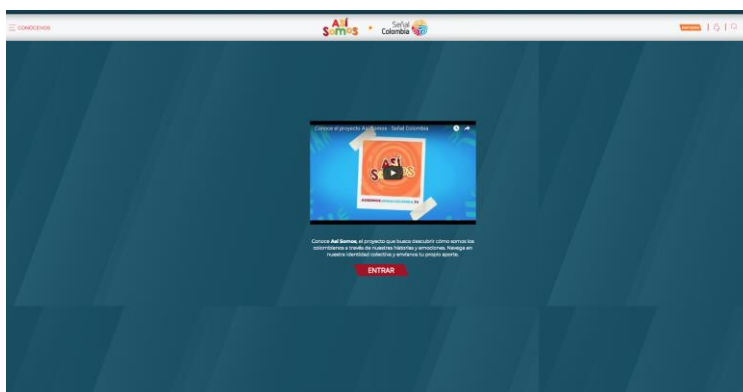 CONÓCENOS
ASÍ
SOMOS
Señal
Colombia
Conoce el proyecto Así Somos - Señal Colombia
ASÍ
SOMOS
Conoce Así Somos, el proyecto que busca descubrir cómo somos los
colombianos a través de nuestras historias y emociones. Navega en
nuestra identidad colectiva y envíanos tu propio aporte.
ENTRAR